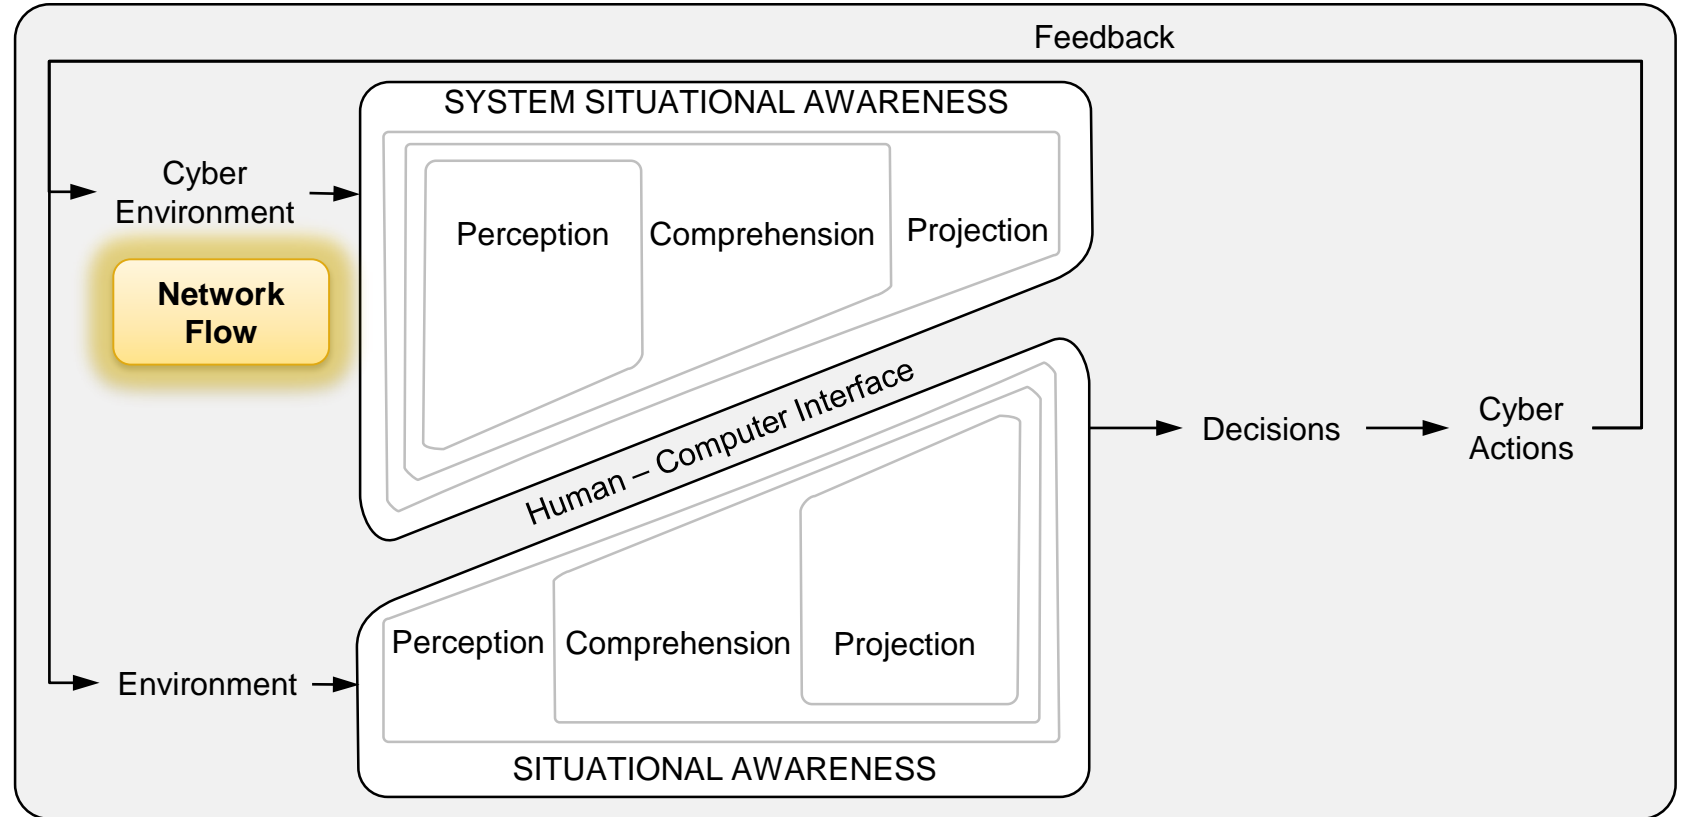 Feedback
SYSTEM SITUATIONAL AWARENESS
Cyber
Environment
Perception
Comprehension
Projection
Network
Flow
Human – Computer Interface
Decisions
Cyber
Actions
Perception
Comprehension
Projection
Environment
SITUATIONAL AWARENESS